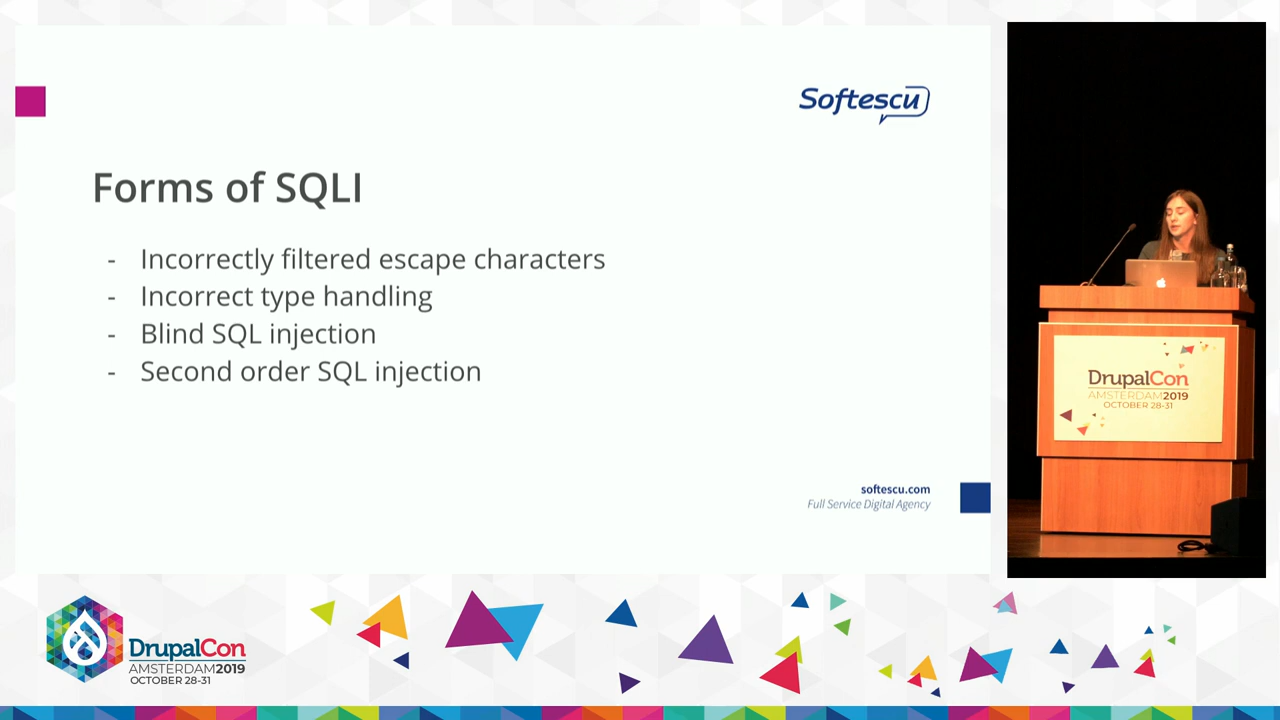 Softescu
Forms of SQLI
- Incorrectly filtered escape characters
- Incorrect type handling
- Blind SQL injection
- Second order SQL injection
softescu.com
Full Service Digital Agency
DrupalCon
AMSTERDAM2019
OCTOBER 28-31
DrupalCon
AMSTERDAM2019
OCTOBER 28-31